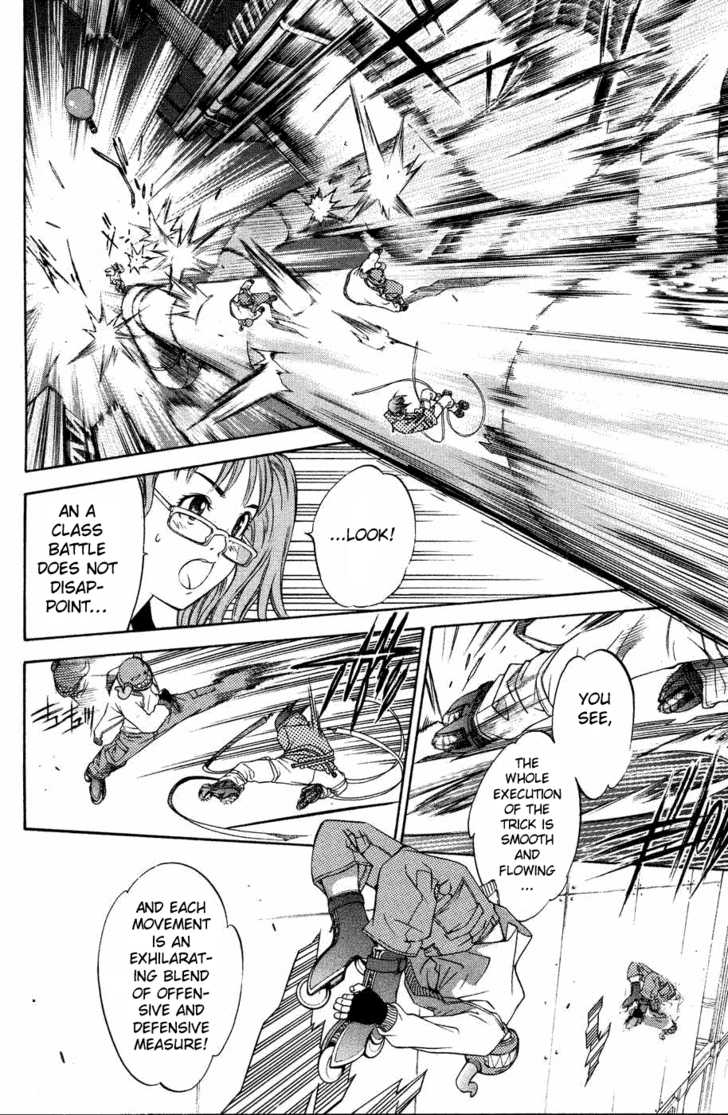 ...LOOK!
AN A
CLASS
BATTLE
DOES NOT
DISAP-
POINT...
YOU
SEE,
THE
WHOLE
EXECUTION
OF THE
TRICK IS
SMOOTH
AND
FLOWING
...
AND EACH
MOVEMENT
IS AN
EXHILARAT-
ING BLEND
OF OFFEN-
SIVE AND
DEFENSIVE
MEASURE!